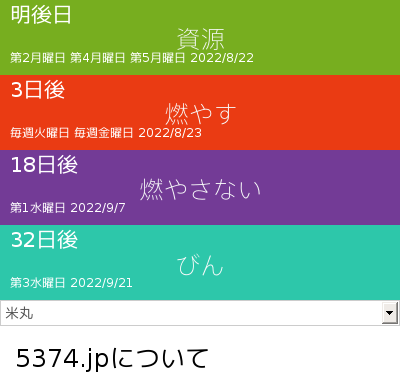 明後日
資源
第2月曜日 第4月曜日 第5月曜日 2022/8/22
3日後
燃やす
毎週火曜日 毎週金曜日 2022/8/23
18日後
燃やさない
第1水曜日 2022/9/7
32日後
びん
第3水曜日 2022/9/21
米丸
5374.jpについて